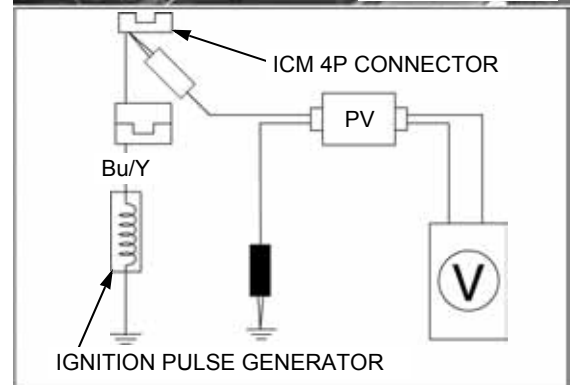 ICM 4P CONNECTOR
PV
Bu/Y
V
IGNITION PULSE GENERATOR